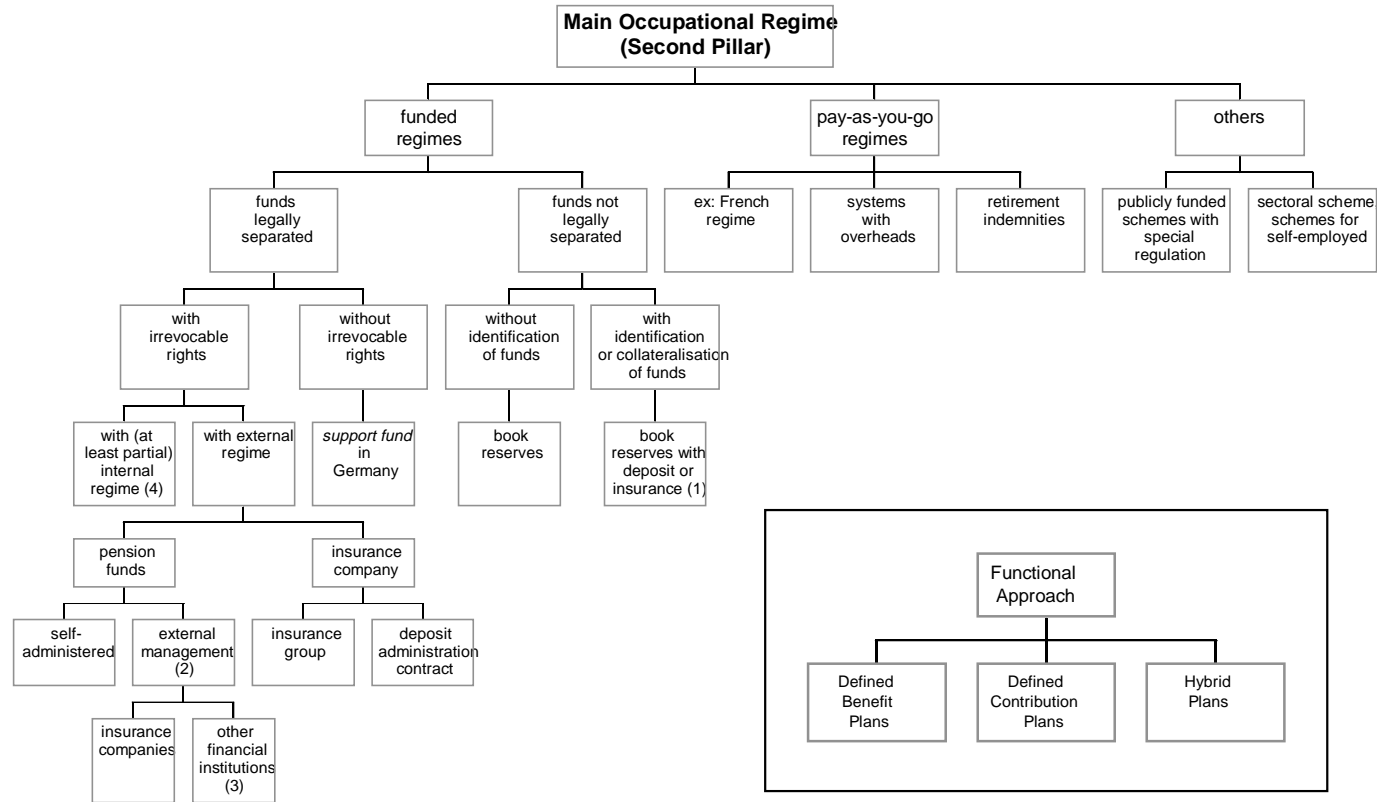 Main Occupational Regime
(Second Pillar)
funded
regimes
pay-as-you-go
regimes
others
funds
legally
separated
funds not
legally
separated
ex: French
regime
systems
with
overheads
retirement
indemnities
publicly funded
schemes with
special
regulation
sectoral scheme
schemes for
self-employed
with
irrevocable
rights
without
irrevocable
rights
without
identification
of funds
with
identification
or collateralisation
of funds
with (at
least partial)
internal
regime (4)
with external
regime
support fund
in
Germany
book
reserves
book
reserves with
deposit or
insurance (1)
pension
funds
insurance
company
self-
administered
external
management
(2)
insurance
group
deposit
administration
contract
insurance
companies
other
financial
institutions
(3)
Functional
Approach
Defined
Benefit
Plans
Defined
Contribution
Plans
Hybrid
Plans